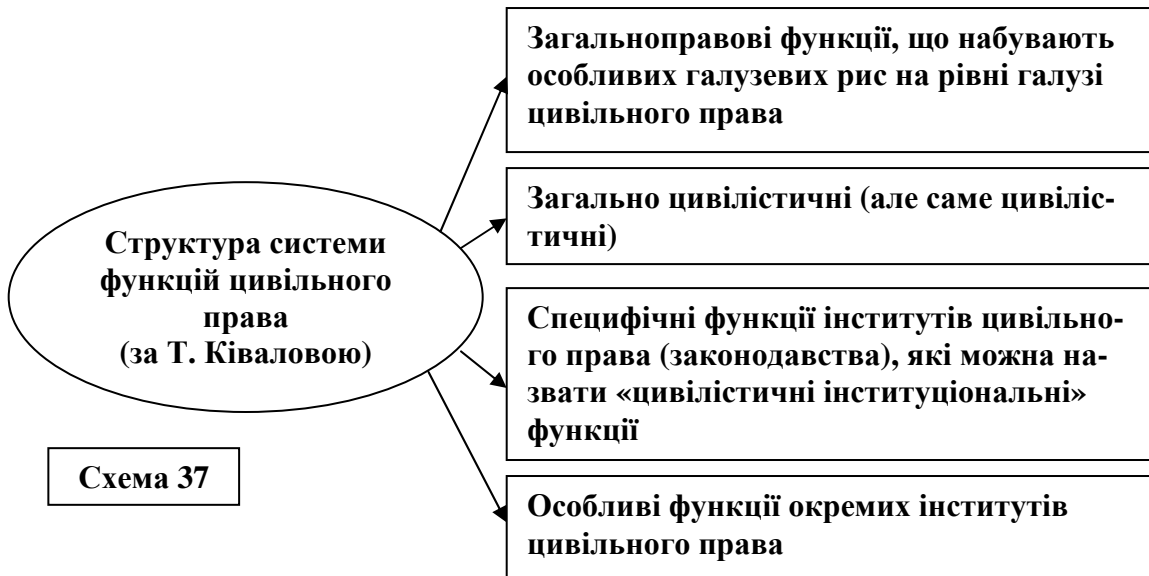 Структура системи
функцій цивільного
права
(за Т. Ківаловою)
Схема 37
Загальноправові функції, що набувають
особливих галузевих рис на рівні галузі
цивільного права
Загально цивілістичні (але саме цивіліс-
тичні)
Специфічні функції інститутів цивільно-
го права (законодавства), які можна на-
звати «цивілістичні інституціональні»
функції
Особливі функції окремих інститутів
цивільного права